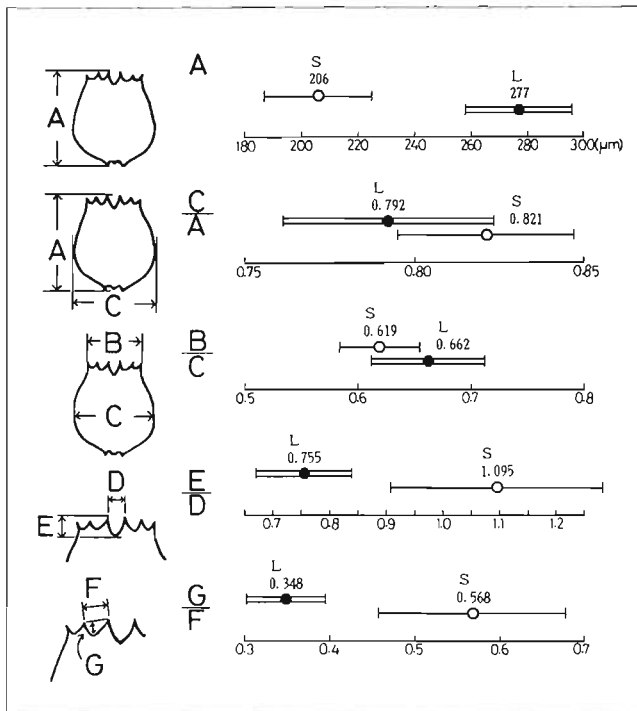 A
S
206
L
277
A
180 200 220 240 260 280 300(μm)
C
A
L
0.792
S
0.821
A
C
0.75 0.80 0.85
B
C
B
C
S
0.619
L
0.662
0.5 0.6 0.7 0.8
E
D
D
E
L
0.755
S
1.095
0.7 0.8 0.9 1.0 1.1 1.2
G
F
F
G
L
0.348
S
0.568
0.3 0.4 0.5 0.6 0.7